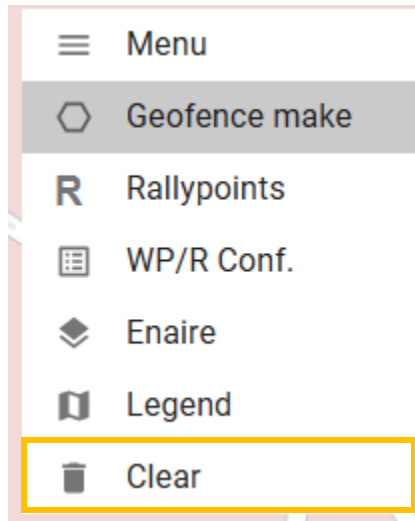 Menu
Geofence make
R Rallypoints
WP/R Conf.
Enaire
Legend
Clear